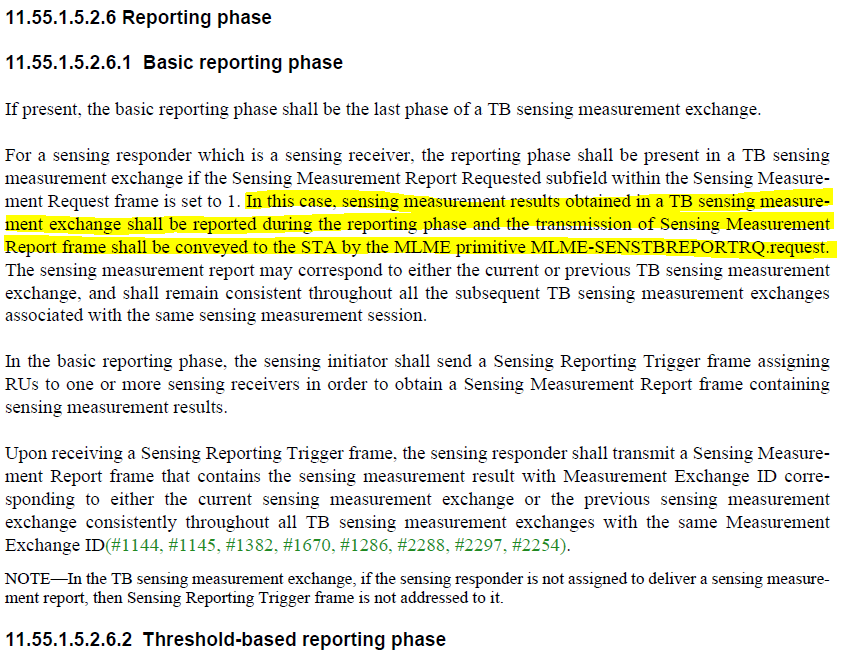 11.55.1.5.2.6 Reporting phase
11.55.1.5.2.6.1 Basic reporting phase
If present, the basic reporting phase shall be the last phase of a TB sensing measurement exchange.
For a sensing responder which is a sensing receiver, the reporting phase shall be present in a TB sensing
measurement exchange if the Sensing Measurement Report Requested subfield within the Sensing Measure-
ment Request frame is set to 1. In this case, sensing measurement results obtained in a TB sensing measure-
ment exchange shall be reported during the reporting phase and the transmission of Sensing Measurement
Report frame shall be conveyed to the STA by the MLME primitive MLME-SENSTBREPORTRQ.request.
The sensing measurement report may correspond to either the current or previous TB sensing measurement
exchange, and shall remain consistent throughout all the subsequent TB sensing measurement exchanges
associated with the same sensing measurement session.
In the basic reporting phase, the sensing initiator shall send a Sensing Reporting Trigger frame assigning
RUs to one or more sensing receivers in order to obtain a Sensing Measurement Report frame containing
sensing measurement results.
Upon receiving a Sensing Reporting Trigger frame, the sensing responder shall transmit a Sensing Measure-
ment Report frame that contains the sensing measurement result with Measurement Exchange ID corre-
sponding to either the current sensing measurement exchange or the previous sensing measurement
exchange consistently throughout all TB sensing measurement exchanges with the same Measurement
Exchange ID(#1144, #1145, #1382, #1670, #1286, #2288, #2297, #2254).
NOTE—In the TB sensing measurement exchange, if the sensing responder is not assigned to deliver a sensing measure-
ment report, then Sensing Reporting Trigger frame is not addressed to it.
11.55.1.5.2.6.2 Threshold-based reporting phase